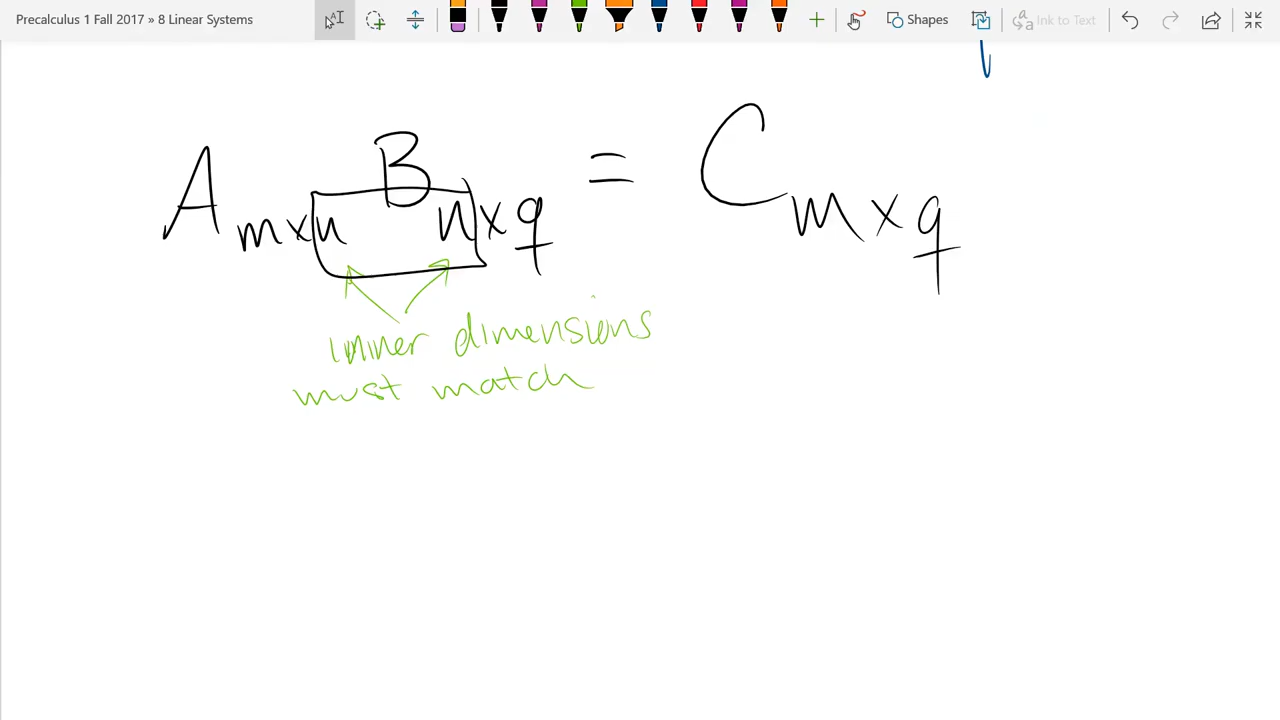 Precalculus 1 Fall 2017 » 8 Linear Systems
Shapes
Ink to Text
A m×n B n×q = C m×q
inner dimensions
must match